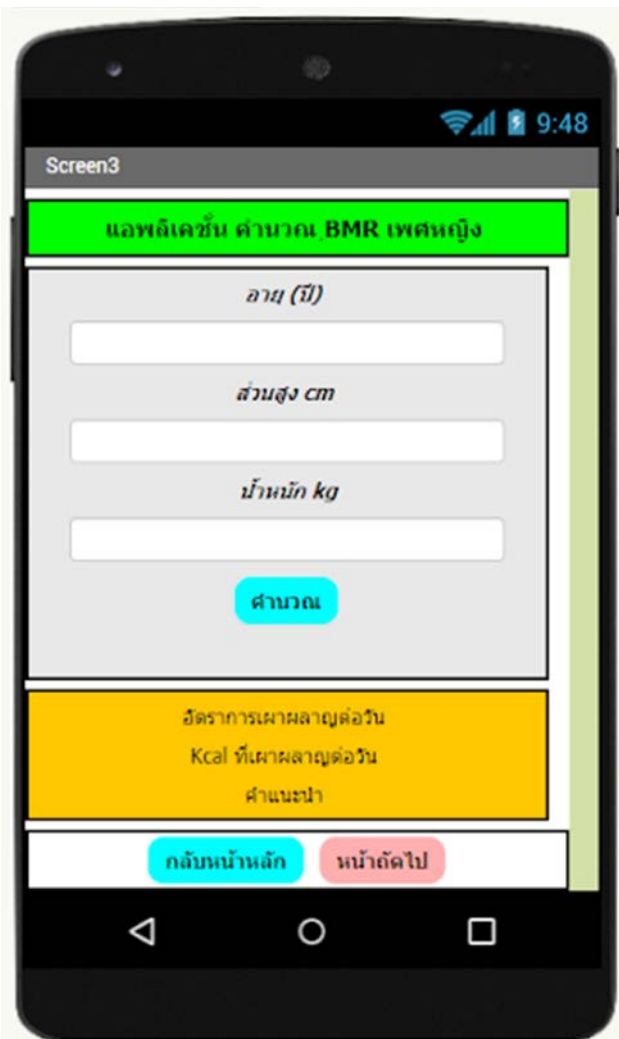 9:48
Screen3
แอพลิเคชั่น คำนวณ BMR เพศหญิง
อายุ (ปี)
ส่วนสูง cm
น้ำหนัก kg
คำนวณ
อัตราการเผาผลาญต่อวัน
Kcal ที่เผาผลาญต่อวัน
คำแนะนำ
กลับหน้าหลัก หน้าถัดไป